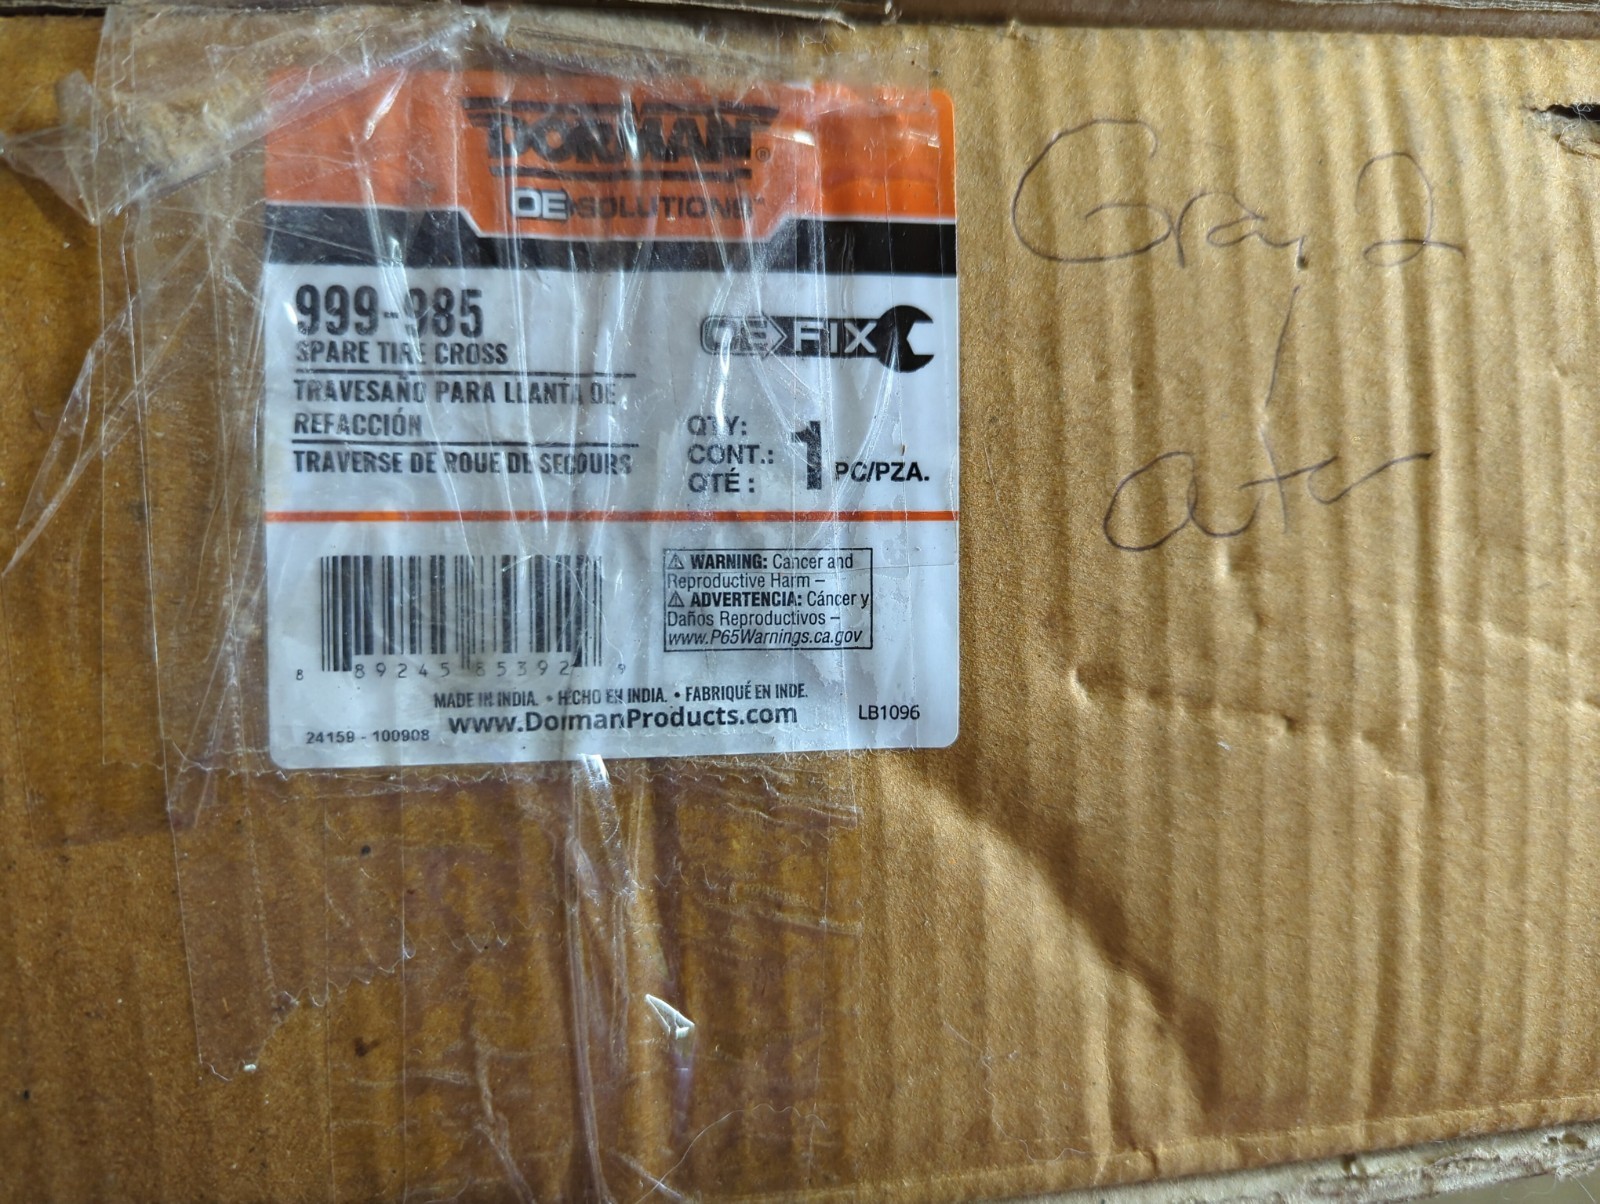 DORMAN®
OE SOLUTIONS™
999-985
SPARE TIRE CROSS
TRAVESAÑO PARA LLANTA DE
REFACCIÓN
TRAVERSE DE ROUE DE SECOURS
OE FIX
QTY:
CONT.:
QTÉ :
1 PC/PZA.
8 89245 85392 9
⚠ WARNING: Cancer and
Reproductive Harm –
⚠ ADVERTENCIA: Cáncer y
Daños Reproductivos –
www.P65Warnings.ca.gov
MADE IN INDIA. • HECHO EN INDIA. • FABRIQUÉ EN INDE.
www.DormanProducts.com
24159 - 100908
LB1096
2